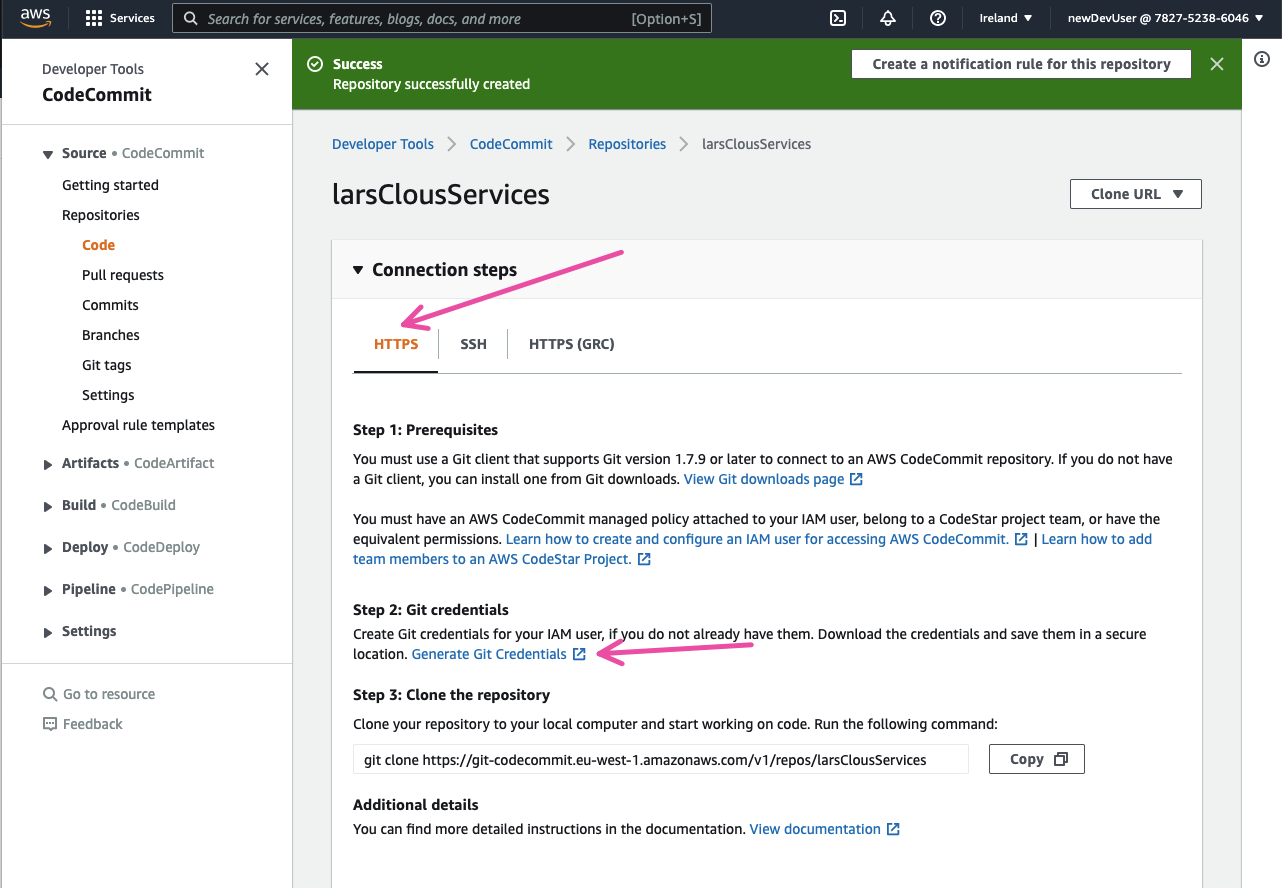 aws
Services
Search for services, features, blogs, docs, and more
[Option+S]
Ireland
newDevUser @ 7827-5238-6046
Developer Tools
CodeCommit
Source • CodeCommit
Getting started
Repositories
Code
Pull requests
Commits
Branches
Git tags
Settings
Approval rule templates
Artifacts • CodeArtifact
Build • CodeBuild
Deploy • CodeDeploy
Pipeline • CodePipeline
Settings
Go to resource
Feedback
Success
Repository successfully created
Create a notification rule for this repository
Developer Tools
CodeCommit
Repositories
larsClousServices
larsClousServices
Clone URL
Connection steps
HTTPS
SSH
HTTPS (GRC)
Step 1: Prerequisites
You must use a Git client that supports Git version 1.7.9 or later to connect to an AWS CodeCommit repository. If you do not have
a Git client, you can install one from Git downloads. View Git downloads page
You must have an AWS CodeCommit managed policy attached to your IAM user, belong to a CodeStar project team, or have the
equivalent permissions. Learn how to create and configure an IAM user for accessing AWS CodeCommit. | Learn how to add
team members to an AWS CodeStar Project.
Step 2: Git credentials
Create Git credentials for your IAM user, if you do not already have them. Download the credentials and save them in a secure
location. Generate Git Credentials
Step 3: Clone the repository
Clone your repository to your local computer and start working on code. Run the following command:
git clone https://git-codecommit.eu-west-1.amazonaws.com/v1/repos/larsClousServices
Copy
Additional details
You can find more detailed instructions in the documentation. View documentation